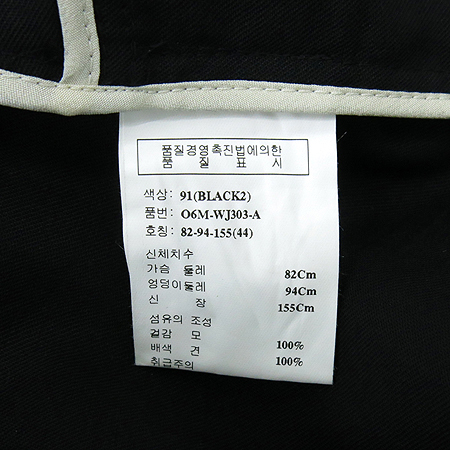 품질경영촉진법에의한
품 질 표 시
색상: 91(BLACK2)
품번: O6M-WJ303-A
호칭: 82-94-155(44)
신체치수
가슴 둘레 82Cm
엉덩이둘레 94Cm
신 장 155Cm
섬유의 조성
겉감 모 100%
배색 견 100%
취급주의